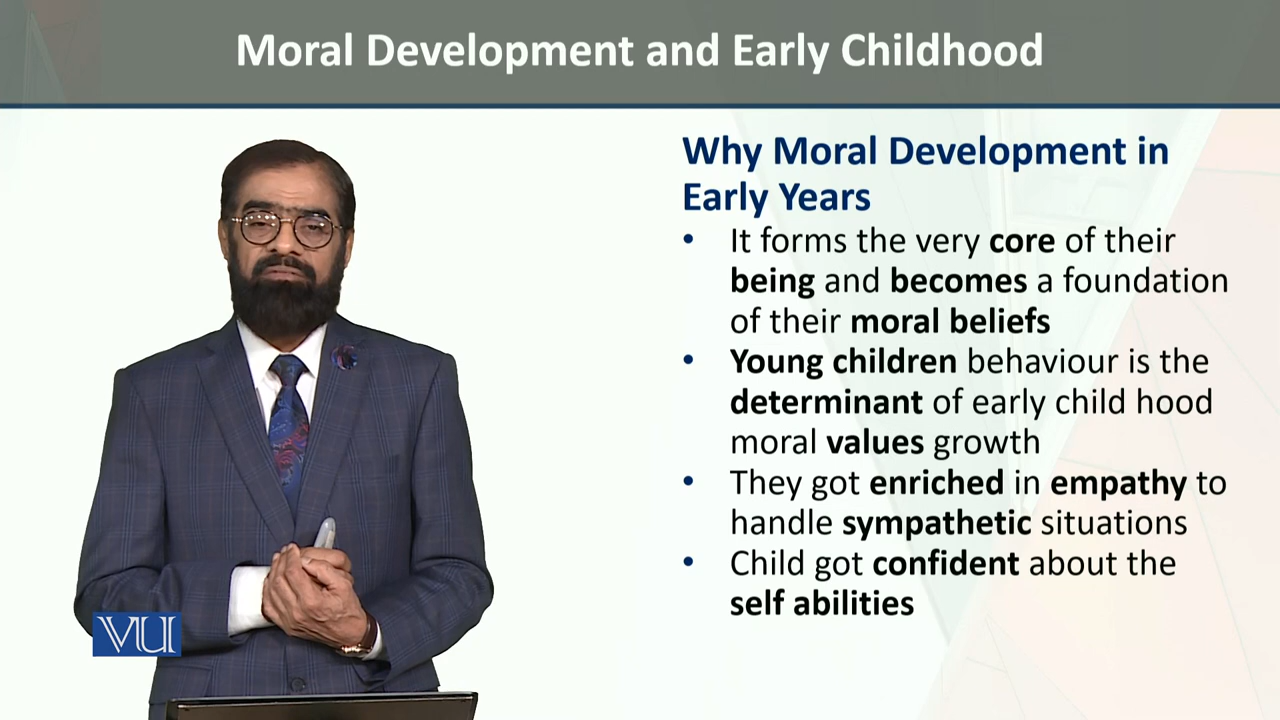 Moral Development and Early Childhood
Why Moral Development in
Early Years
• It forms the very core of their
being and becomes a foundation
of their moral beliefs
• Young children behaviour is the
determinant of early child hood
moral values growth
• They got enriched in empathy to
handle sympathetic situations
• Child got confident about the
self abilities
VU